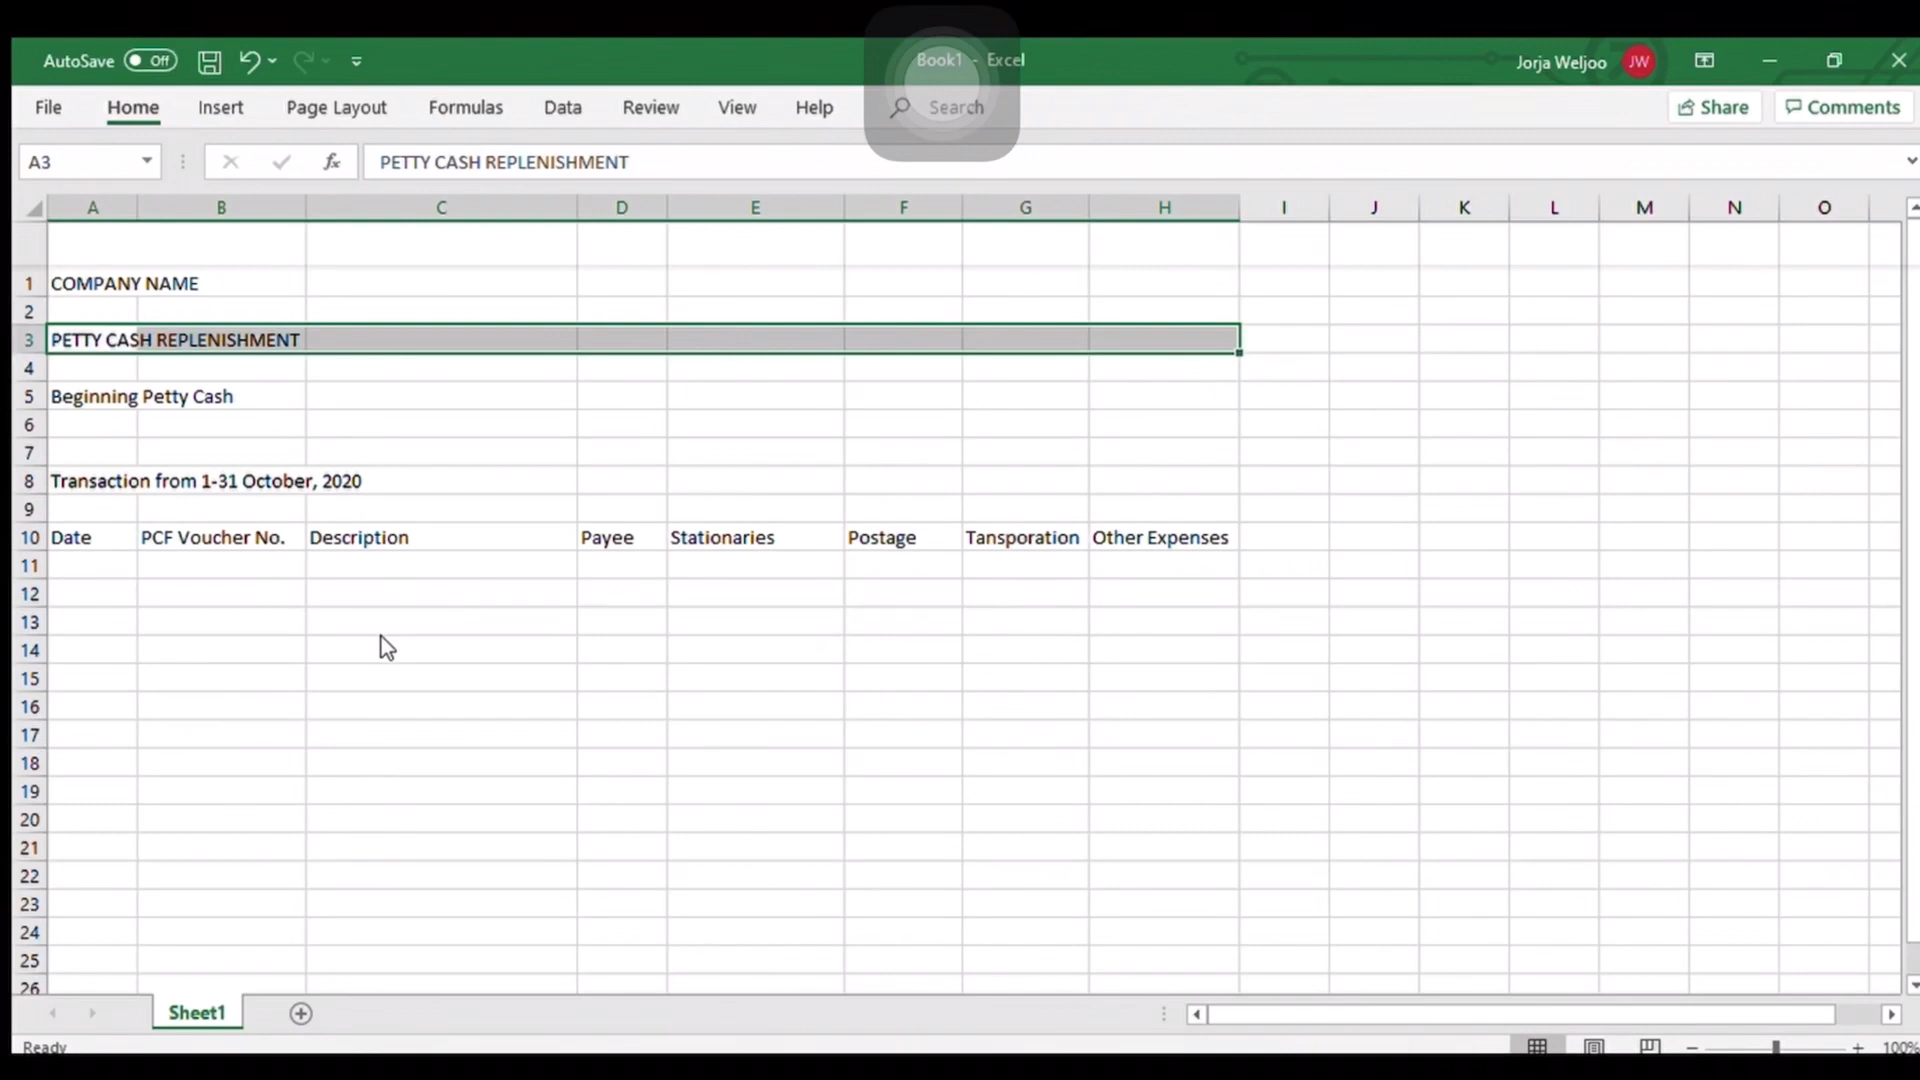 AutoSave Off Book1 - Excel Jorja Weljoo JW
File Home Insert Page Layout Formulas Data Review View Help Search Share Comments
A3 fx PETTY CASH REPLENISHMENT
A B C D E F G H I J K L M N O
1 COMPANY NAME
2
3 PETTY CASH REPLENISHMENT
4
5 Beginning Petty Cash
6
7
8 Transaction from 1-31 October, 2020
9
10 Date PCF Voucher No. Description Payee Stationaries Postage Tansporation Other Expenses
11
12
13
14
15
16
17
18
19
20
21
22
23
24
25
26
Sheet1
Ready 100%